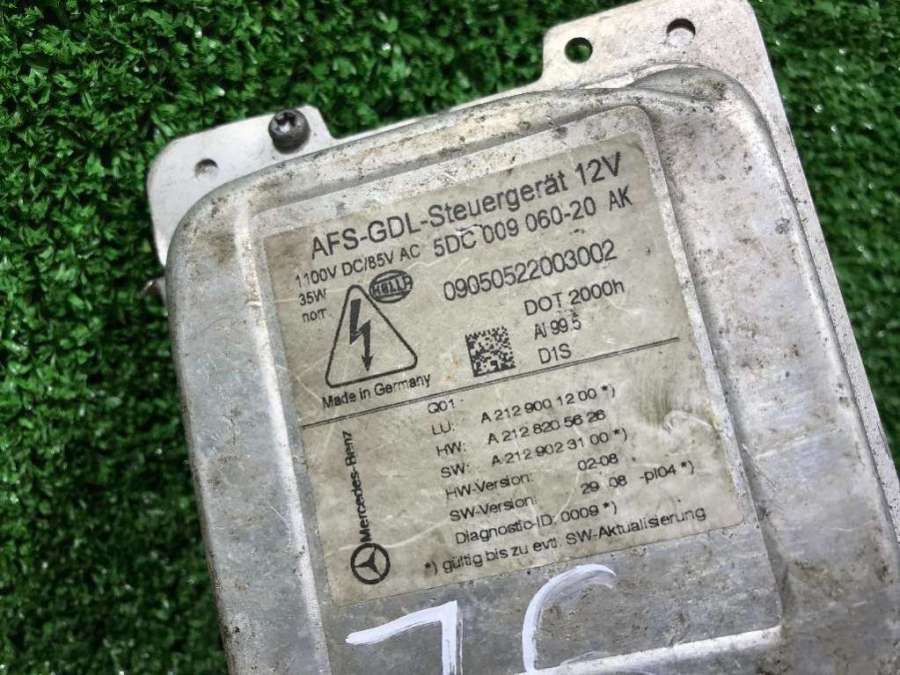 AFS-GDL-Steuergerät 12V
1100V DC/85V AC 5DC 009 060-20 AK
35W
norr
HELLA
09050522003002
DOT 2000h
AI 99.5
D1S
Made in Germany
Q01:
LU: A 212 900 12 00 *)
HW: A 212 820 56 26
SW: A 212 902 31 00 *)
HW-Version: 02-08
SW-Version: 29 08 -pl04 *)
Diagnostic-ID: 0009 *)
*) gültig bis zu evtl. SW-Aktualisierung
Mercedes-Benz